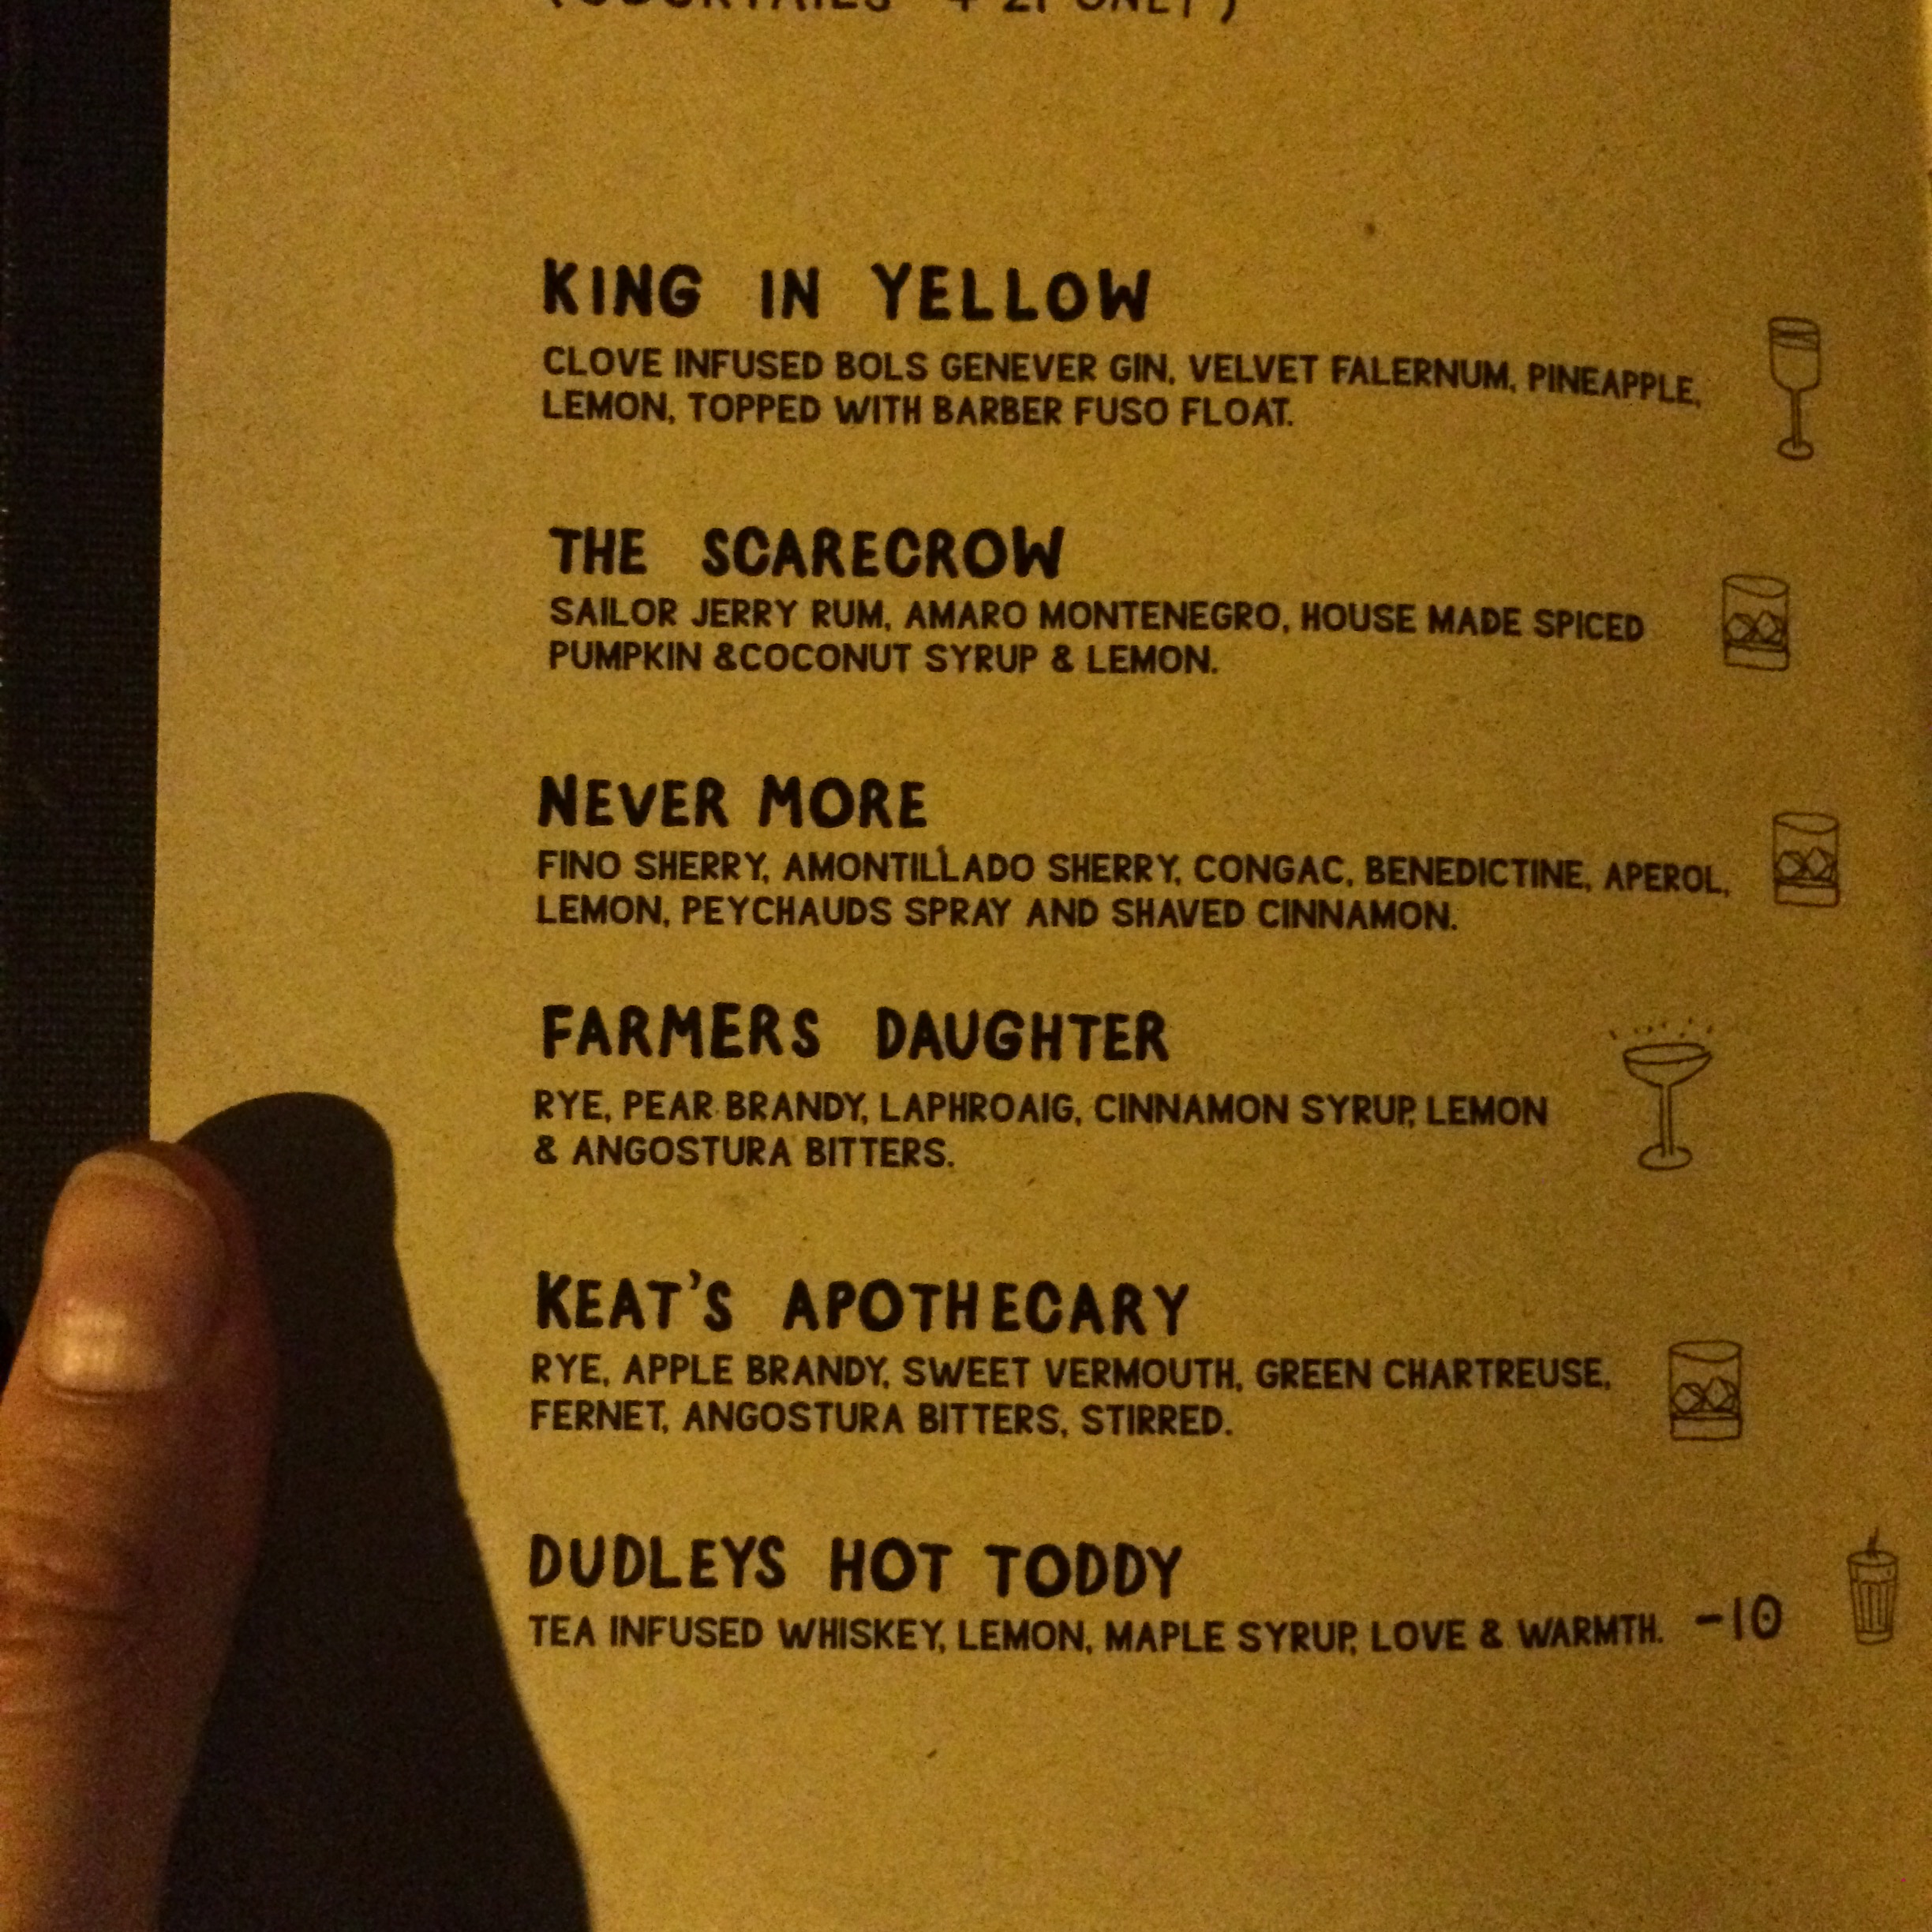 KING IN YELLOW
CLOVE INFUSED BOLS GENEVER GIN, VELVET FALERNUM, PINEAPPLE,
LEMON, TOPPED WITH BARBER FUSO FLOAT.
THE SCARECROW
SAILOR JERRY RUM, AMARO MONTENEGRO, HOUSE MADE SPICED
PUMPKIN &COCONUT SYRUP & LEMON.
NEVER MORE
FINO SHERRY, AMONTILLADO SHERRY, CONGAC, BENEDICTINE, APEROL,
LEMON, PEYCHAUDS SPRAY AND SHAVED CINNAMON.
FARMERS DAUGHTER
RYE, PEAR BRANDY, LAPHROAIG, CINNAMON SYRUP, LEMON
& ANGOSTURA BITTERS.
KEAT'S APOTHECARY
RYE, APPLE BRANDY, SWEET VERMOUTH, GREEN CHARTREUSE,
FERNET, ANGOSTURA BITTERS, STIRRED.
DUDLEYS HOT TODDY
TEA INFUSED WHISKEY, LEMON, MAPLE SYRUP, LOVE & WARMTH. -10